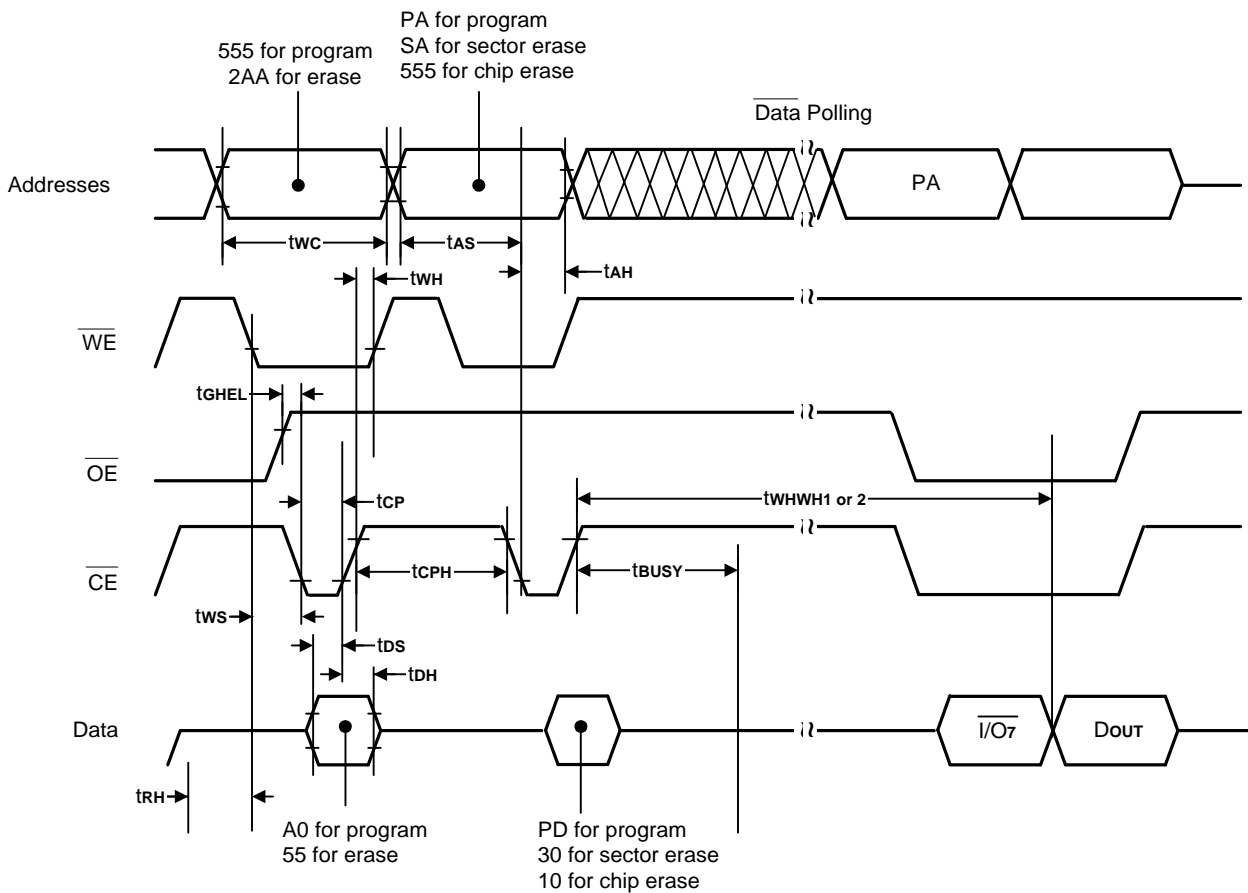 555 for program
2AA for erase
PA for program
SA for sector erase
555 for chip erase
Data Polling
Addresses
PA
tWC
tAS
tWH
tAH
WE
tGHEL
OE
tCP
tWHWH1 or 2
CE
tCPH
tBUSY
tWS
tDS
tDH
Data
I/O7
DOUT
tRH
A0 for program
55 for erase
PD for program
30 for sector erase
10 for chip erase